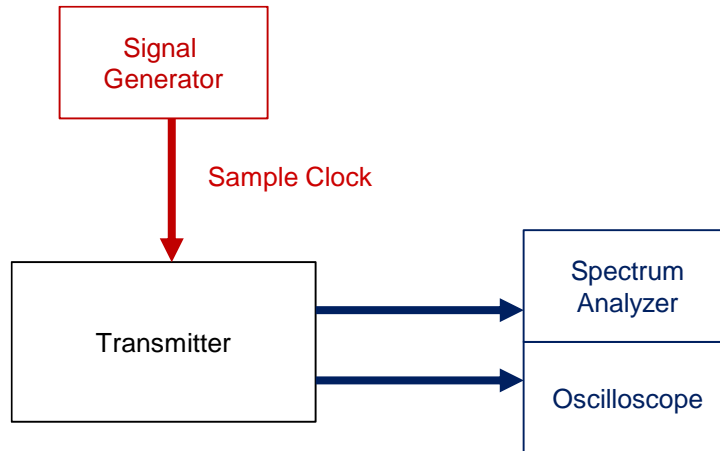 Signal
Generator
Sample Clock
Transmitter
Spectrum
Analyzer
Oscilloscope